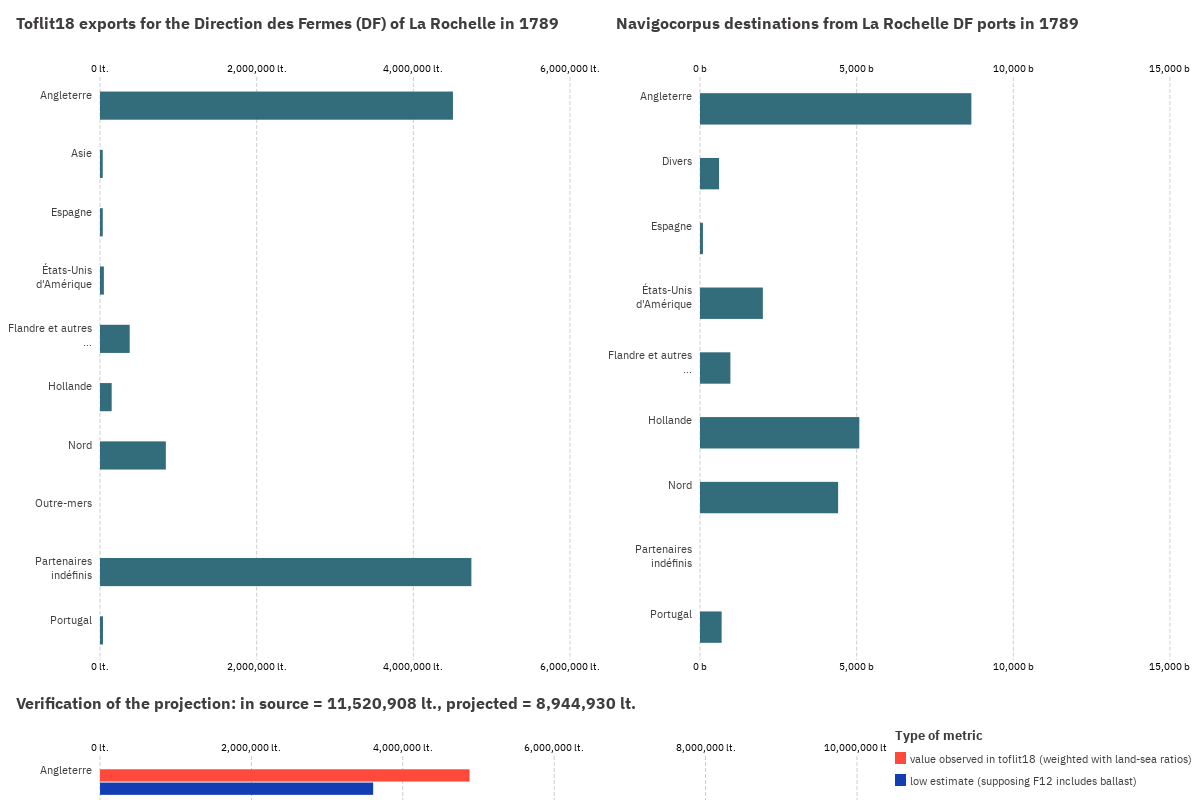 Toflit18 exports for the Direction des Fermes (DF) of La Rochelle in 1789
0 lt.
2,000,000 lt.
4,000,000 lt.
6,000,000 lt.
Angleterre
Asie
Espagne
États-Unis
d'Amérique
Flandre et autres
...
Hollande
Nord
Outre-mers
Partenaires
indéfinis
Portugal
0 lt.
2,000,000 lt.
4,000,000 lt.
6,000,000 lt.
Navigocorpus destinations from La Rochelle DF ports in 1789
0 b
5,000 b
10,000 b
15,000 b
Angleterre
Divers
Espagne
États-Unis
d'Amérique
Flandre et autres
...
Hollande
Nord
Partenaires
indéfinis
Portugal
0 b
5,000 b
10,000 b
15,000 b
Verification of the projection: in source = 11,520,908 lt., projected = 8,944,930 lt.
0 lt.
2,000,000 lt.
4,000,000 lt.
6,000,000 lt.
8,000,000 lt.
10,000,000 lt
Angleterre
Type of metric
value observed in toflit18 (weighted with land-sea ratios)
low estimate (supposing F12 includes ballast)